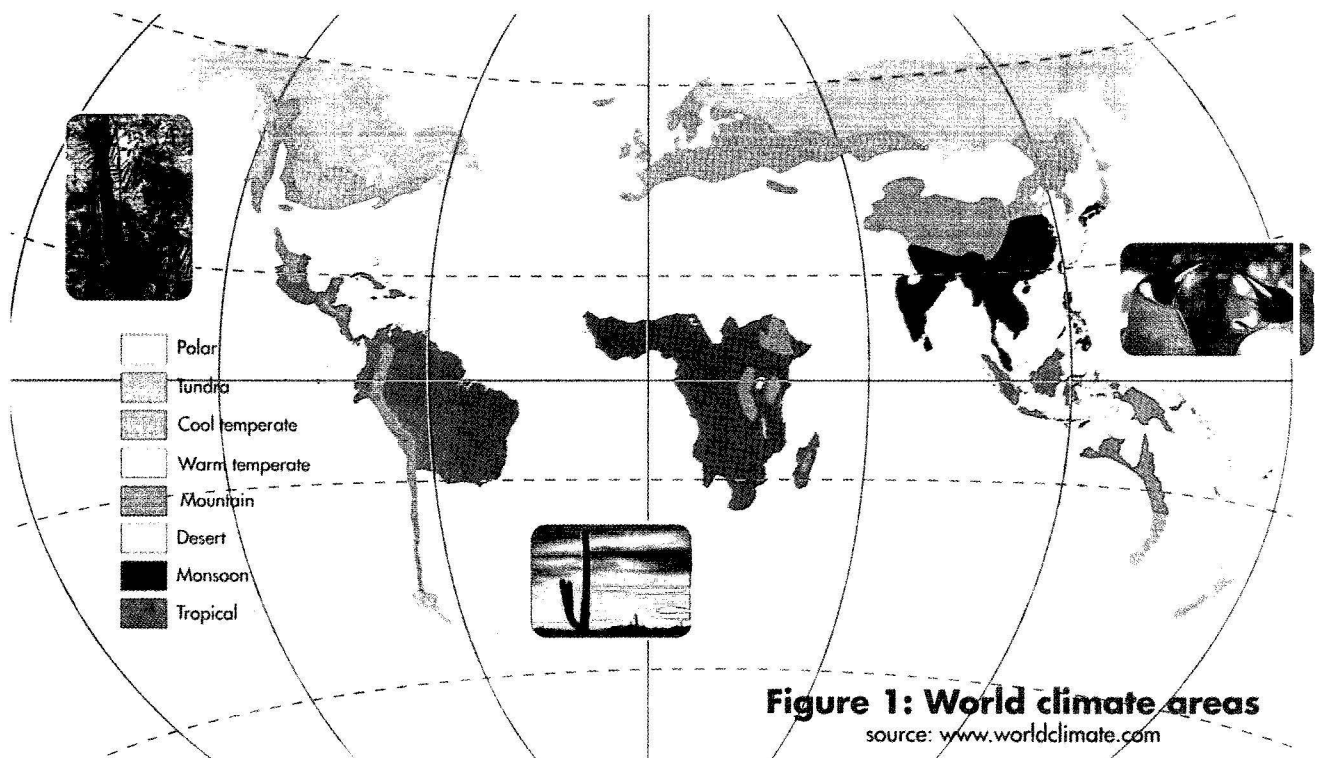 Polar
Tundra
Cool temperate
Warm temperate
Mountain
Desert
Monsoon
Tropical
Figure 1: World climate areas
source: www.worldclimate.com